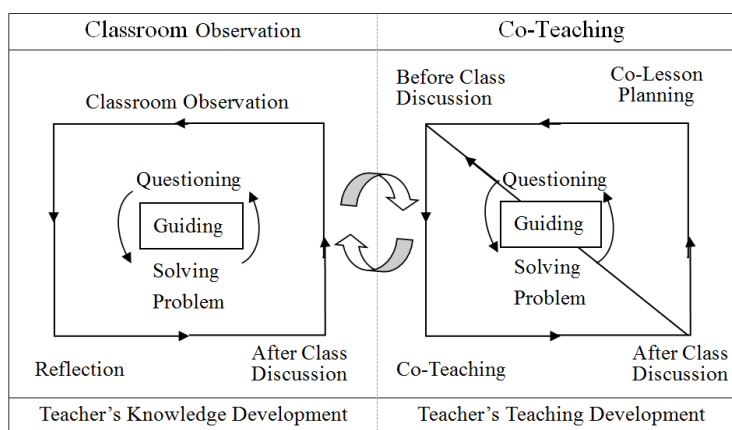 Classroom Observation
Co-Teaching
Classroom Observation
Questioning
Guiding
Solving
Problem
Reflection
After Class
Discussion
Before Class
Discussion
Co-Lesson
Planning
Questioning
Guiding
Solving
Problem
Co-Teaching
After Class
Discussion
Teacher's Knowledge Development
Teacher's Teaching Development